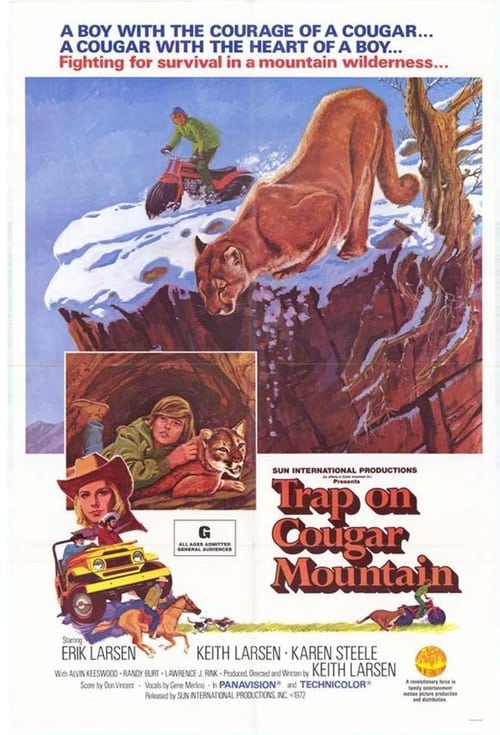 A BOY WITH THE COURAGE OF A COUGAR...
A COUGAR WITH THE HEART OF A BOY...
Fighting for survival in a mountain wilderness...
SUN INTERNATIONAL PRODUCTIONS
Presents
Trap on
Cougar
Mountain
G
ALL AGES ADMITTED
GENERAL AUDIENCES
Starring
ERIK LARSEN KEITH LARSEN · KAREN STEELE
With ALVIN KEESWOOD · RANDY BURT · LAWRENCE J. RINK · Produced, Directed and Written by KEITH LARSEN
Score by Don Vincent Vocals by Gene Merlino · In PANAVISION® and TECHNICOLOR®
Released by SUN INTERNATIONAL PRODUCTIONS, INC. ©1972
A revolutionary force in
family entertainment
motion picture production
and distribution.